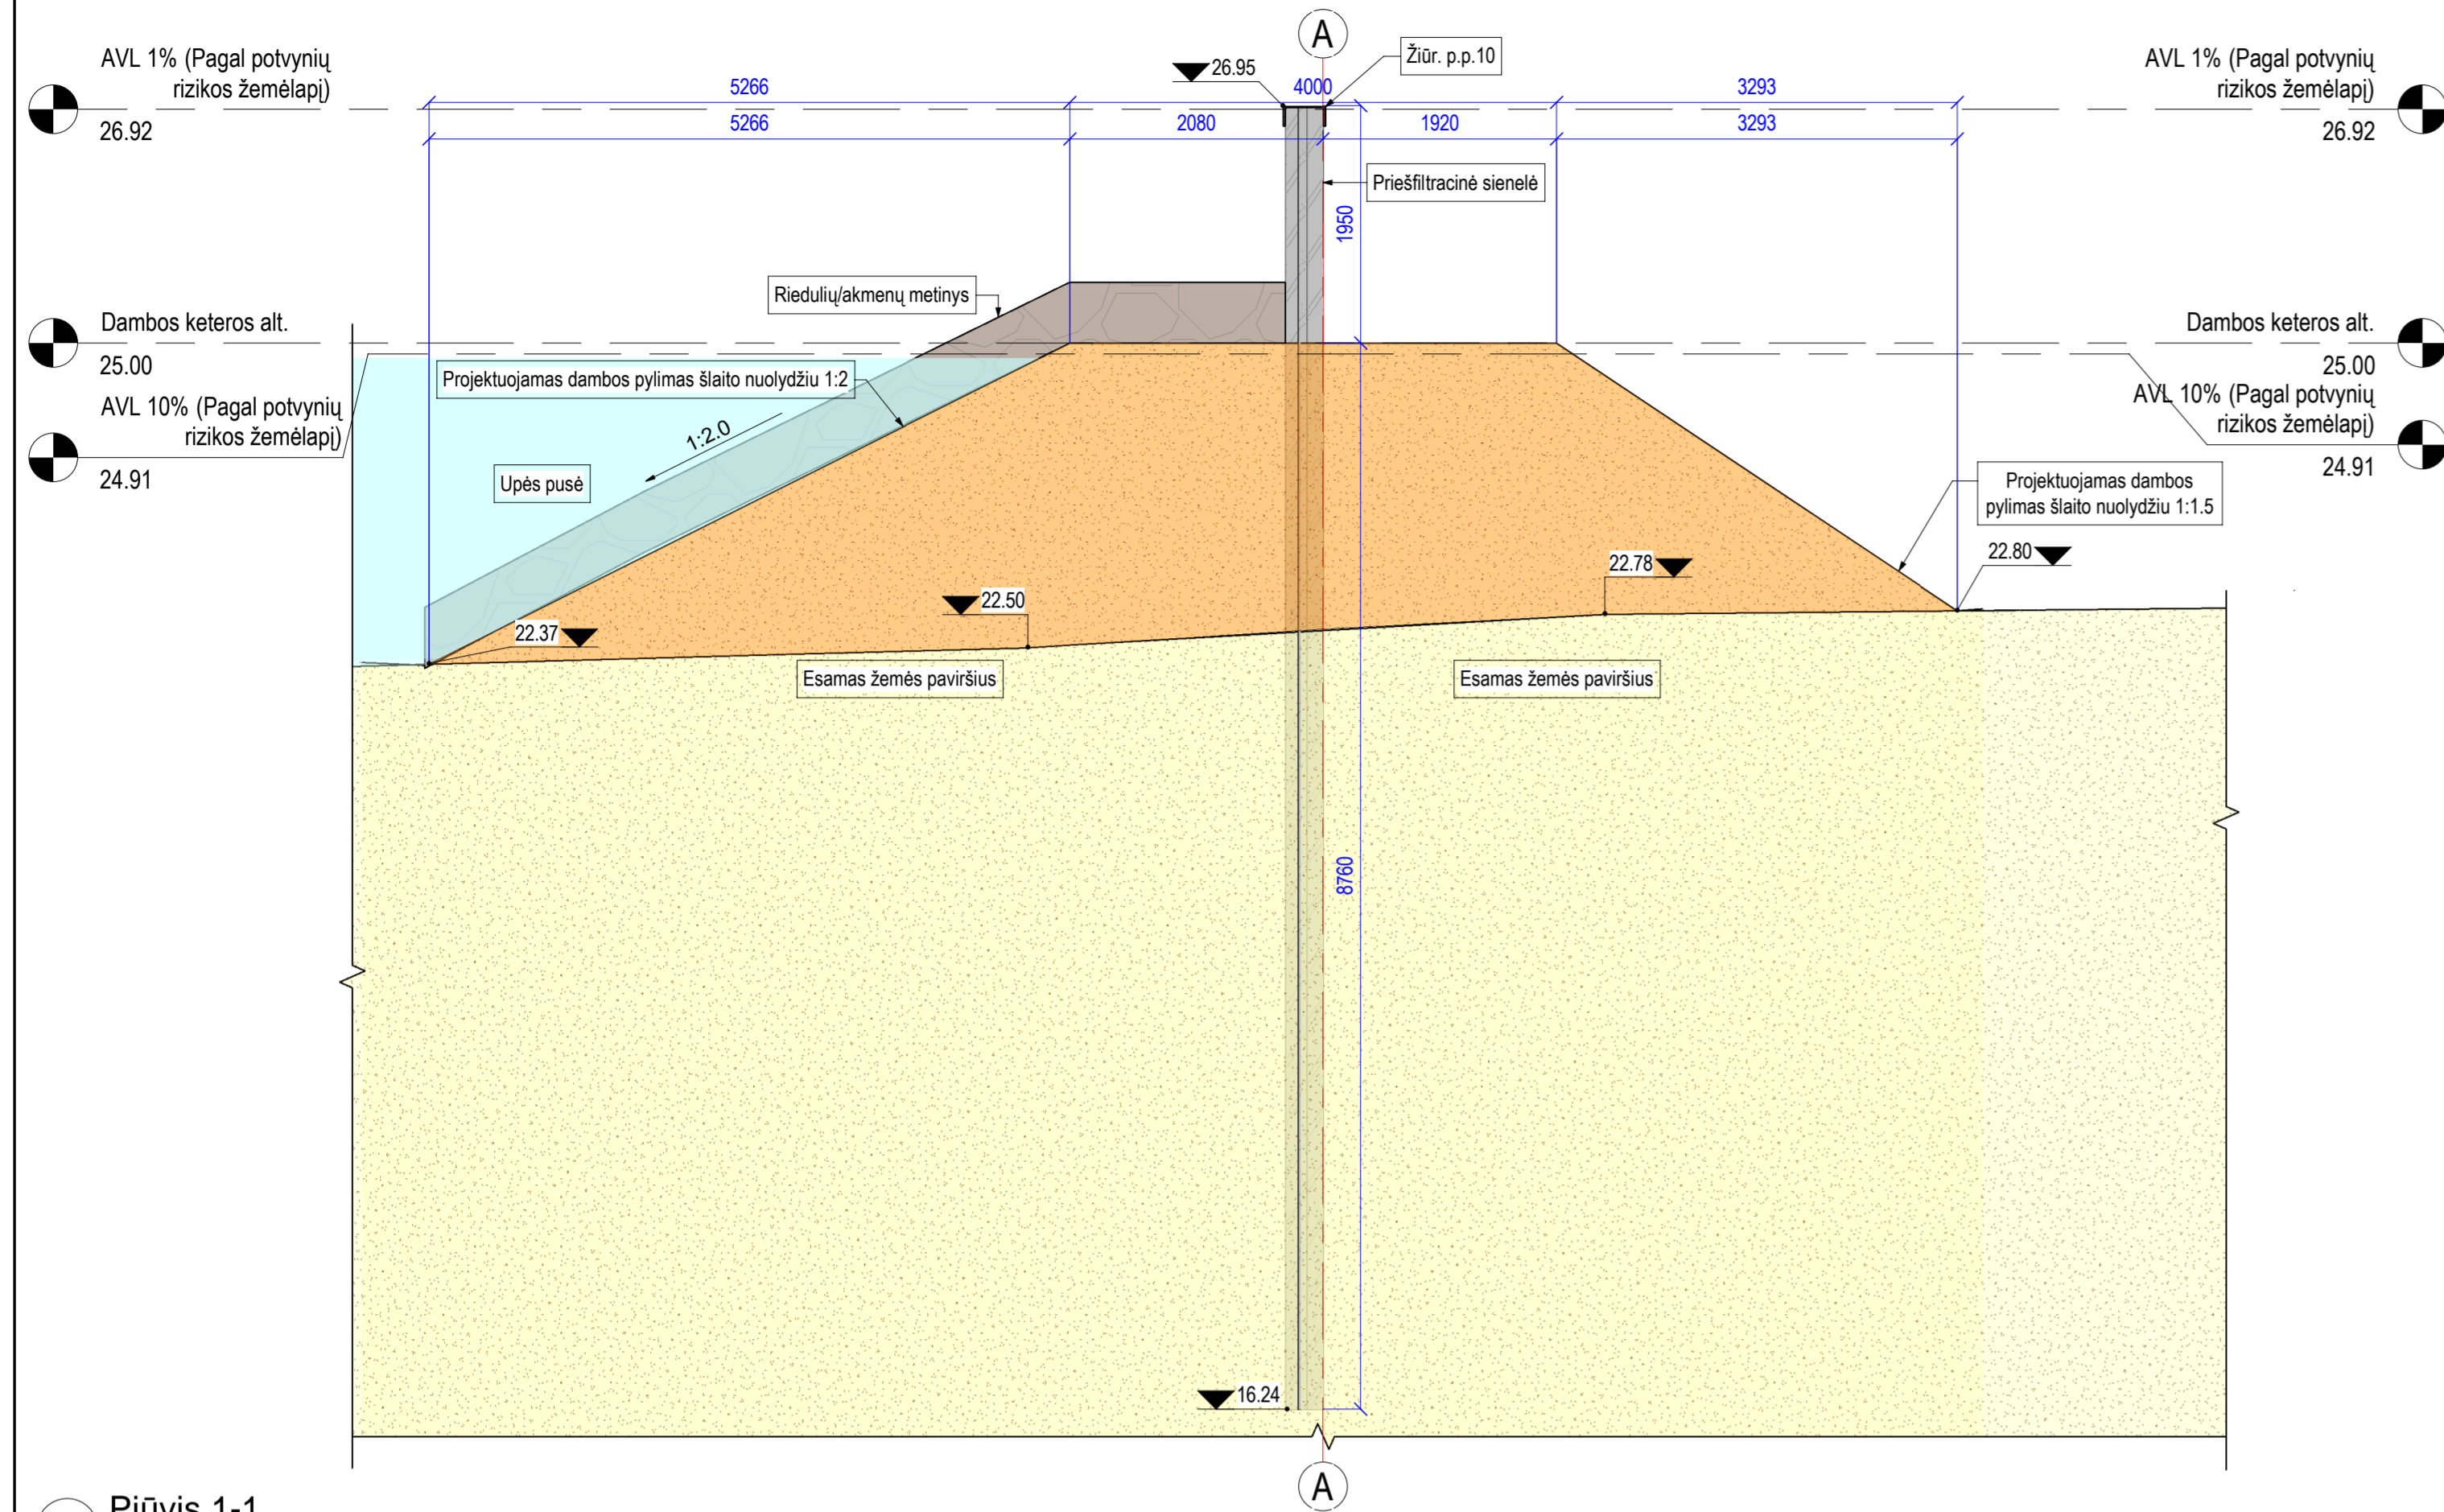 A
AVL 1% (Pagal potvynių
rizikos žemėlapį)
26.92
5266
26.95
4000
Žiūr. p.p.10
3293
AVL 1% (Pagal potvynių
rizikos žemėlapį)
26.92
5266
2080
1920
3293
Priešfiltracinė sienelė
1950
Riedulių/akmenų metinys
Dambos keteros alt.
25.00
Dambos keteros alt.
25.00
AVL 10% (Pagal potvynių
rizikos žemėlapį)
24.91
AVL 10% (Pagal potvynių
rizikos žemėlapį)
24.91
Projektuojamas dambos pylimas šlaito nuolydžiu 1:2
1:2.0
Upės pusė
Projektuojamas dambos
pylimas šlaito nuolydžiu 1:1.5
22.80
22.78
22.50
22.37
Esamas žemės paviršius
Esamas žemės paviršius
8760
16.24
A
Pjūvis 1-1